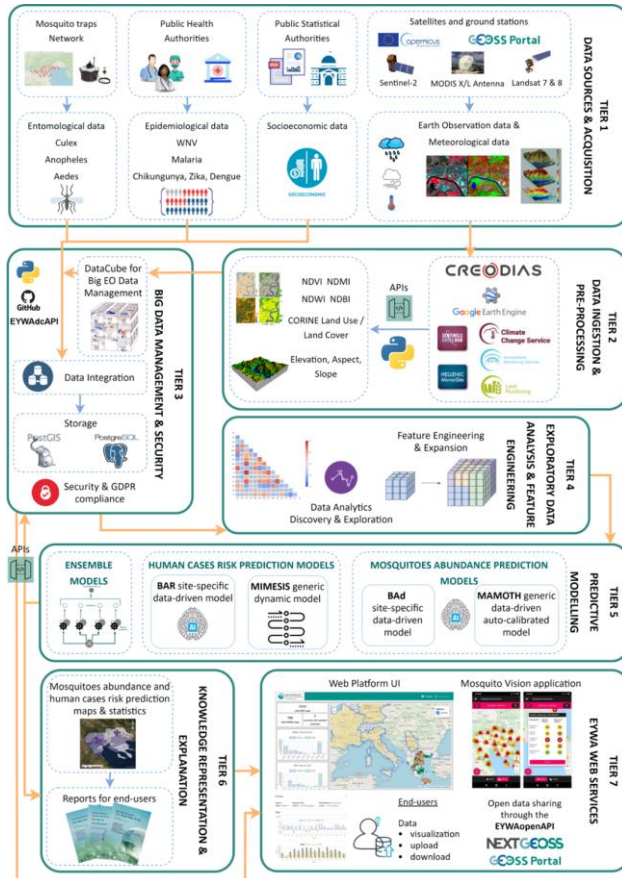 Mosquito traps
Network
Public Health
Authorities
Public Statistical
Authorities
Satellites and ground stations
Copernicus
GEOSS Portal
Sentinel-2
MODIS X/L Antenna
Landsat 7 & 8
Entomological data
Culex
Anopheles
Aedes
Epidemiological data
WNV
Malaria
Chikungunya, Zika, Dengue
Socioeconomic data
SOCIOECONOMIC
Earth Observation data &
Meteorological data
TIER 1
DATA SOURCES & ACQUISITION
GitHub
EYWAdcAPI
DataCube for
Big EO Data
Management
Data Integration
Storage
PostGIS
PostgreSQL
Security & GDPR
compliance
TIER 3
BIG DATA MANAGEMENT & SECURITY
NDVI NDMI
NDWI NDBI
CORINE Land Use /
Land Cover
Elevation, Aspect,
Slope
APIs
CREODIAS
Google Earth Engine
Climate
Change Service
HELLENIC
MirrorSite
Land
Monitoring
TIER 2
DATA INGESTION &
PRE-PROCESSING
Data Analytics
Discovery & Exploration
Feature Engineering
& Expansion
TIER 4
EXPLORATORY DATA
ANALYSIS & FEATURE
ENGINEERING
APIs
ENSEMBLE
MODELS
HUMAN CASES RISK PREDICTION MODELS
BAR site-specific
data-driven model
AI
MIMESIS generic
dynamic model
MOSQUITOES ABUNDANCE PREDICTION
MODELS
BAd
site-specific
data-driven
model
AI
MAMOTH generic
data-driven
auto-calibrated
model
TIER 5
PREDICTIVE
MODELLING
Mosquitoes abundance and
human cases risk prediction
maps & statistics
Reports for end-users
TIER 6
KNOWLEDGE REPRESENTATION &
EXPLANATION
Web Platform UI
Mosquito Vision application
End-users
Data
• visualization
• upload
• download
Open data sharing
through the
EYWAopenAPI
NEXTGEOSS
GEOSS Portal
TIER 7
EYWA WEB SERVICES